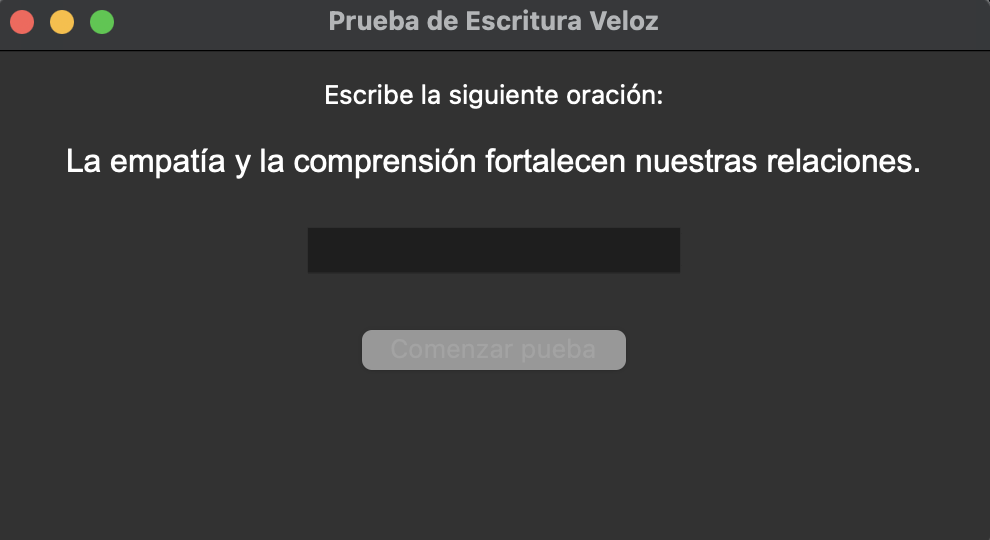 Prueba de Escritura Veloz
Escribe la siguiente oración:
La empatía y la comprensión fortalecen nuestras relaciones.
Comenzar pueba